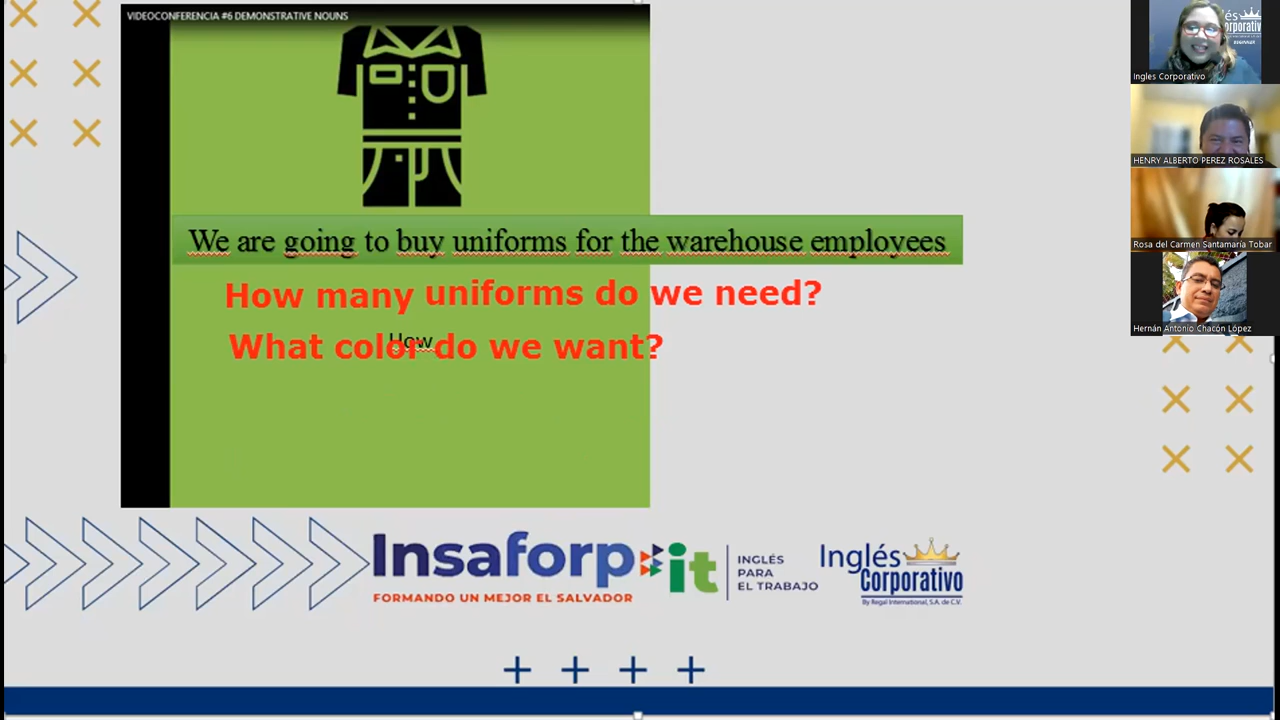 VIDEOCONFERENCIA #6 DEMONSTRATIVE NOUNS
We are going to buy uniforms for the warehouse employees
How many uniforms do we need?
How
What color do we want?
Insaforp it
FORMANDO UN MEJOR EL SALVADOR
INGLÉS
PARA
EL TRABAJO
Inglés
Corporativo
By Regal International, S.A. de C.V.
Ingles Corporativo
HENRY ALBERTO PEREZ ROSALES
Rosa del Carmen Santamaría Tobar
Hernán Antonio Chacón López